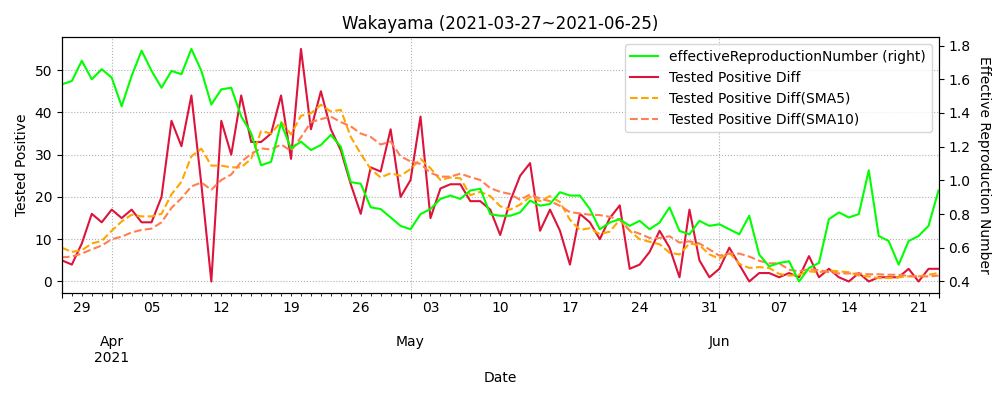 Wakayama (2021-03-27~2021-06-25)
effectiveReproductionNumber (right)
Tested Positive Diff
Tested Positive Diff(SMA5)
Tested Positive Diff(SMA10)
Tested Positive
50
40
30
20
10
0
1.8
1.6
1.4
1.2
1.0
0.8
0.6
0.4
Effective Reproduction Number
29 05 12 19 26 03 10 17 24 31 07 14 21
Apr May Jun
2021
Date